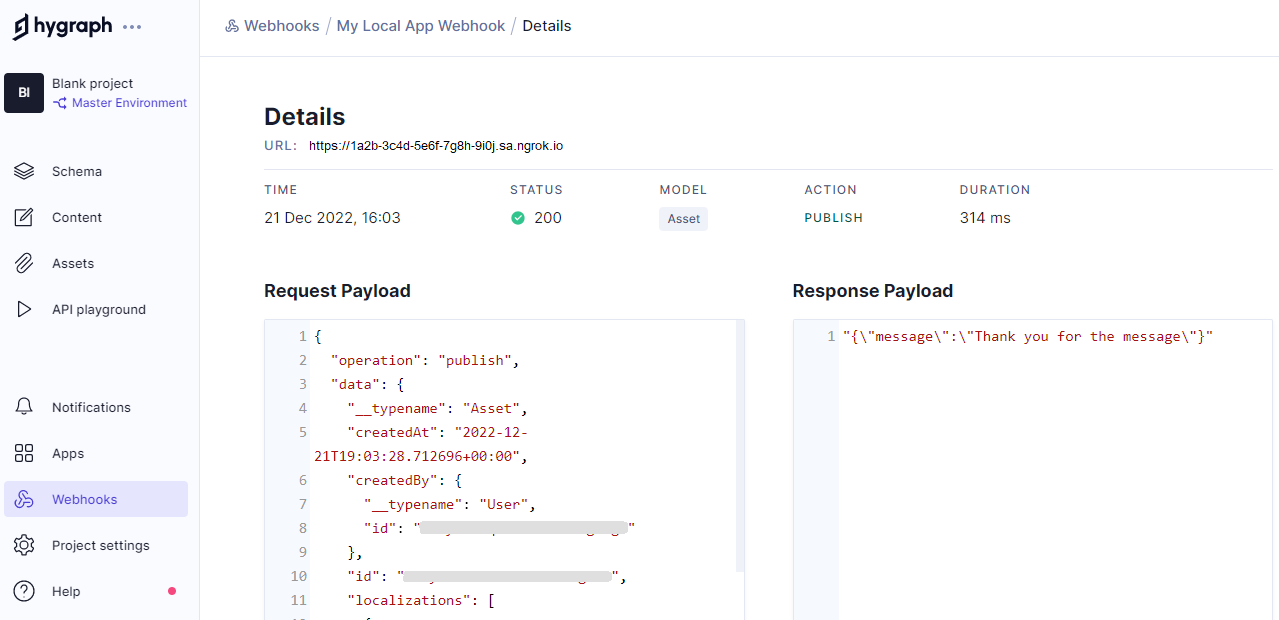 hygraph ...
Webhooks / My Local App Webhook / Details
BI
Blank project
Master Environment
Schema
Content
Assets
API playground
Notifications
Apps
Webhooks
Project settings
Help
Details
URL: https://1a2b-3c4d-5e6f-7g8h-9i0j.sa.ngrok.io
TIME STATUS MODEL ACTION DURATION
21 Dec 2022, 16:03 200 Asset PUBLISH 314 ms
Request Payload
1 {
2 "operation": "publish",
3 "data": {
4 "__typename": "Asset",
5 "createdAt": "2022-12-
21T19:03:28.712696+00:00",
6 "createdBy": {
7 "__typename": "User",
8 "id": " "
9 },
10 "id": " ",
11 "localizations": [
Response Payload
1 "{\"message\":\"Thank you for the message\"}"